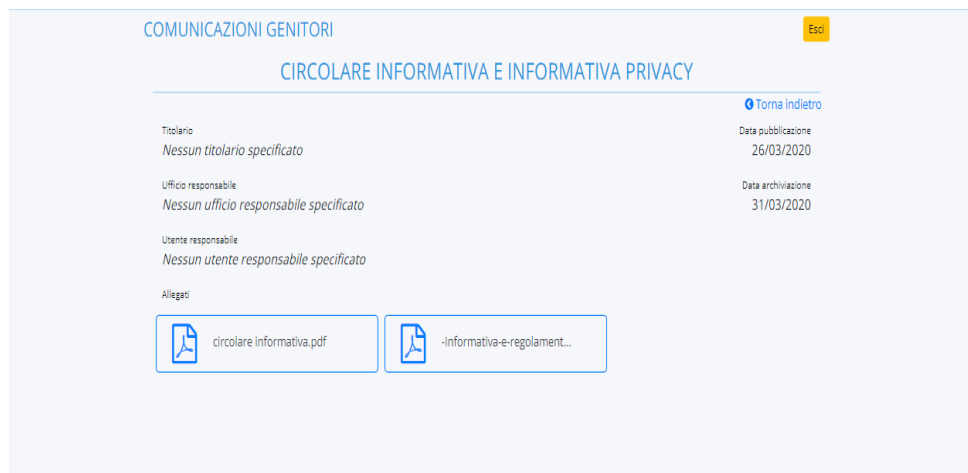 COMUNICAZIONI GENITORI
Esci
CIRCOLARE INFORMATIVA E INFORMATIVA PRIVACY
Torna indietro
Titolario
Data pubblicazione
Nessun titolario specificato
26/03/2020
Ufficio responsabile
Data archiviazione
Nessun ufficio responsabile specificato
31/03/2020
Utente responsabile
Nessun utente responsabile specificato
Allegati
circolare informativa.pdf
-Informativa-e-regolament...